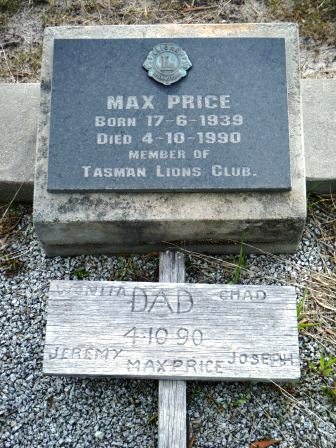 L
MAX PRICE
BORN 17-6-1939
DIED 4-10-1990
MEMBER OF
TASMAN LIONS CLUB.
DAD CHAD
4·10·90
JEREMY MAX PRICE JOSEPH